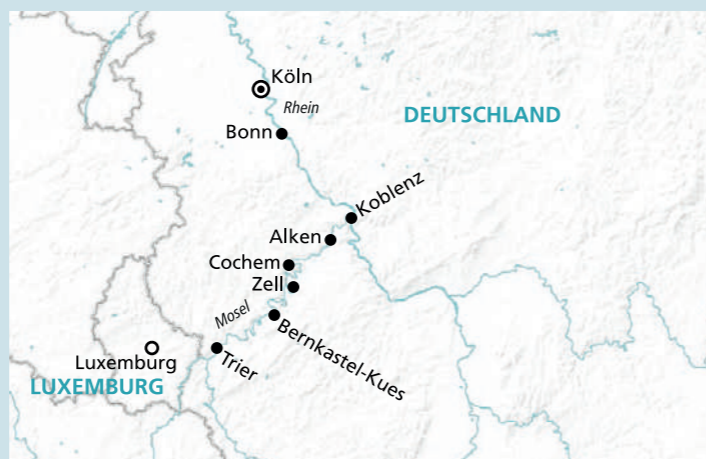 Köln
Rhein
DEUTSCHLAND
Bonn
Koblenz
Alken
Cochem
Zell
Mosel
Bernkastel-Kues
Trier
Luxemburg
LUXEMBURG